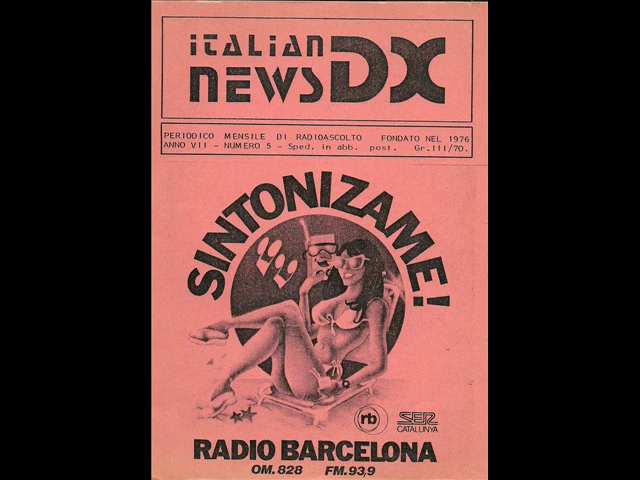 iTALiAN
NEWS DX
PERIODICO MENSILE DI RADIOASCOLTO FONDATO NEL 1976
ANNO VII - NUMERO 5 - Sped. in abb. post. Gr.III/70.
SINTONIZAME!
rb
SER
CATALUNYA
RADIO BARCELONA
OM.828 FM.93,9